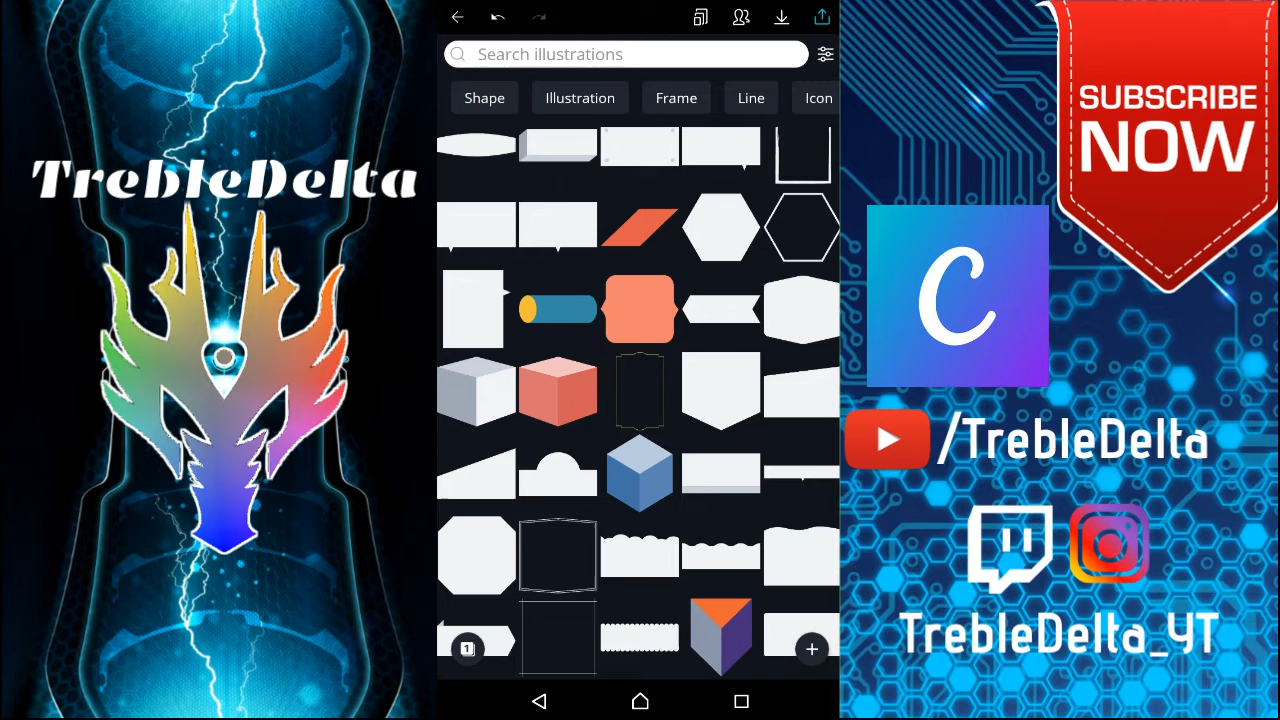 TrebleDelta
Search illustrations
Shape
Illustration
Frame
Line
Icon
1
SUBSCRIBE
NOW
C
/TrebleDelta
TrebleDelta_YT